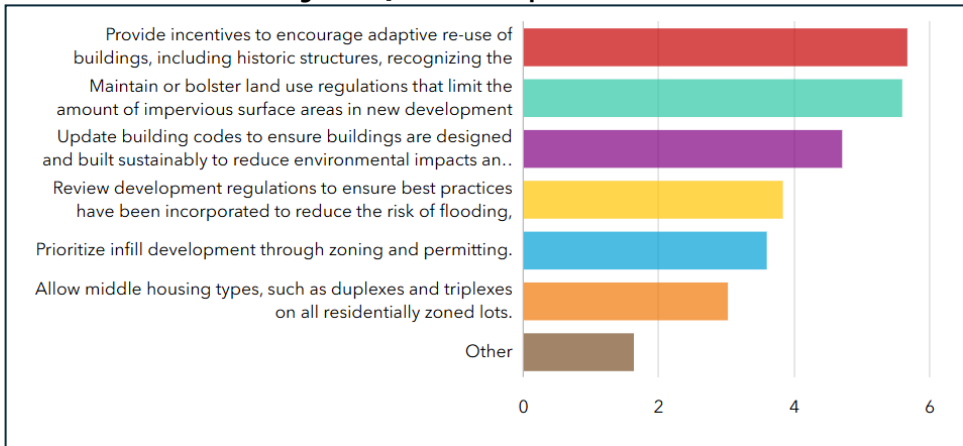 Provide incentives to encourage adaptive re-use of
buildings, including historic structures, recognizing the
Maintain or bolster land use regulations that limit the
amount of impervious surface areas in new development
Update building codes to ensure buildings are designed
and built sustainably to reduce environmental impacts an..
Review development regulations to ensure best practices
have been incorporated to reduce the risk of flooding,
Prioritize infill development through zoning and permitting.
Allow middle housing types, such as duplexes and triplexes
on all residentially zoned lots.
Other
0 2 4 6